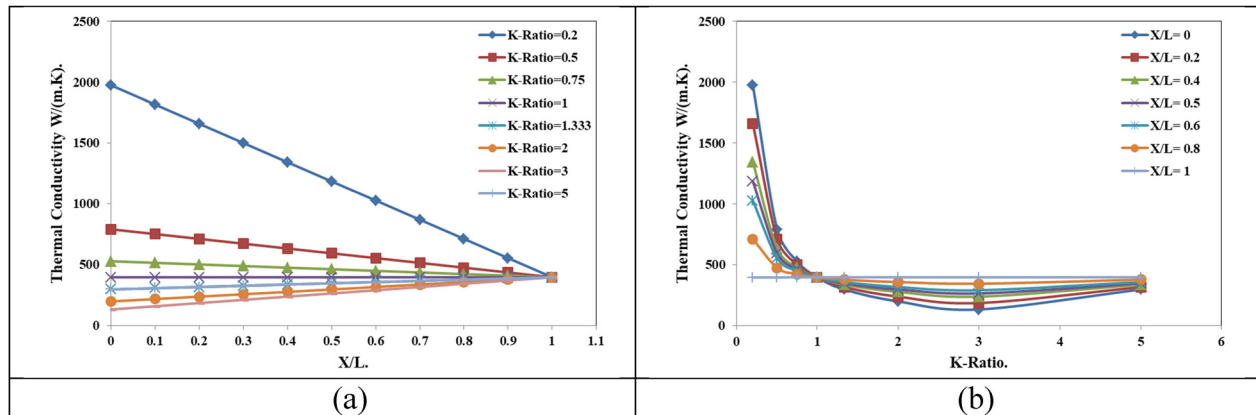 2500
2000
1500
1000
500
0
Thermal Conductivity W/(m.K).
0 0.1 0.2 0.3 0.4 0.5 0.6 0.7 0.8 0.9 1 1.1
X/L.
K-Ratio=0.2
K-Ratio=0.5
K-Ratio=0.75
K-Ratio=1
K-Ratio=1.333
K-Ratio=2
K-Ratio=3
K-Ratio=5
(a)
2500
2000
1500
1000
500
0
Thermal Conductivity W/(m.K).
0 1 2 3 4 5 6
K-Ratio.
X/L= 0
X/L= 0.2
X/L= 0.4
X/L= 0.5
X/L= 0.6
X/L= 0.8
X/L= 1
(b)